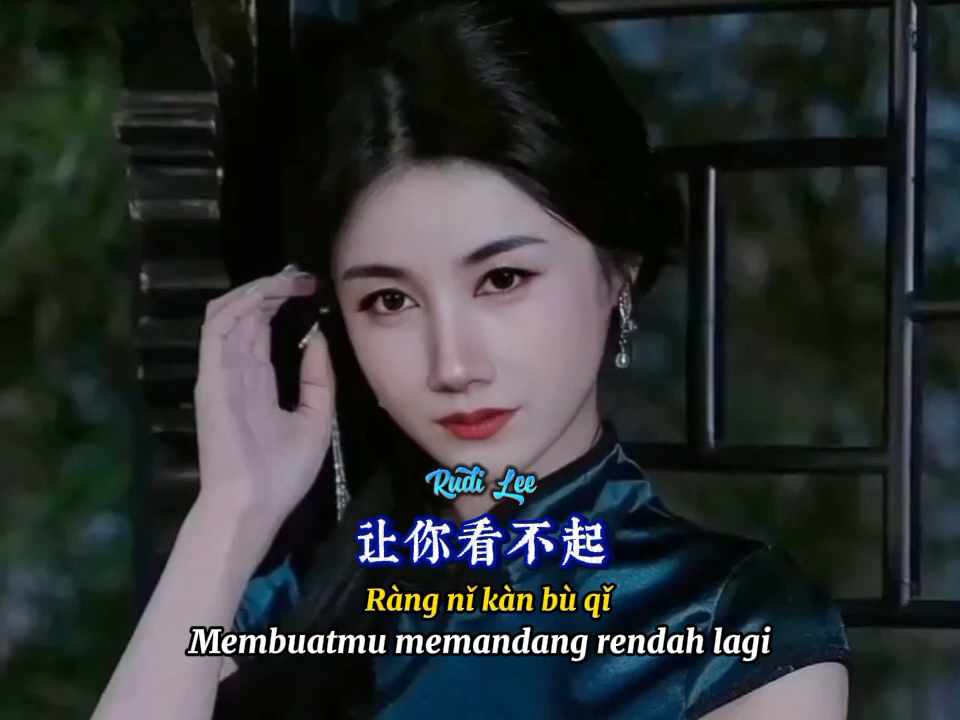 Rudi Lee
让你看不起
Ràng nǐ kàn bù qǐ
Membuatmu memandang rendah lagi